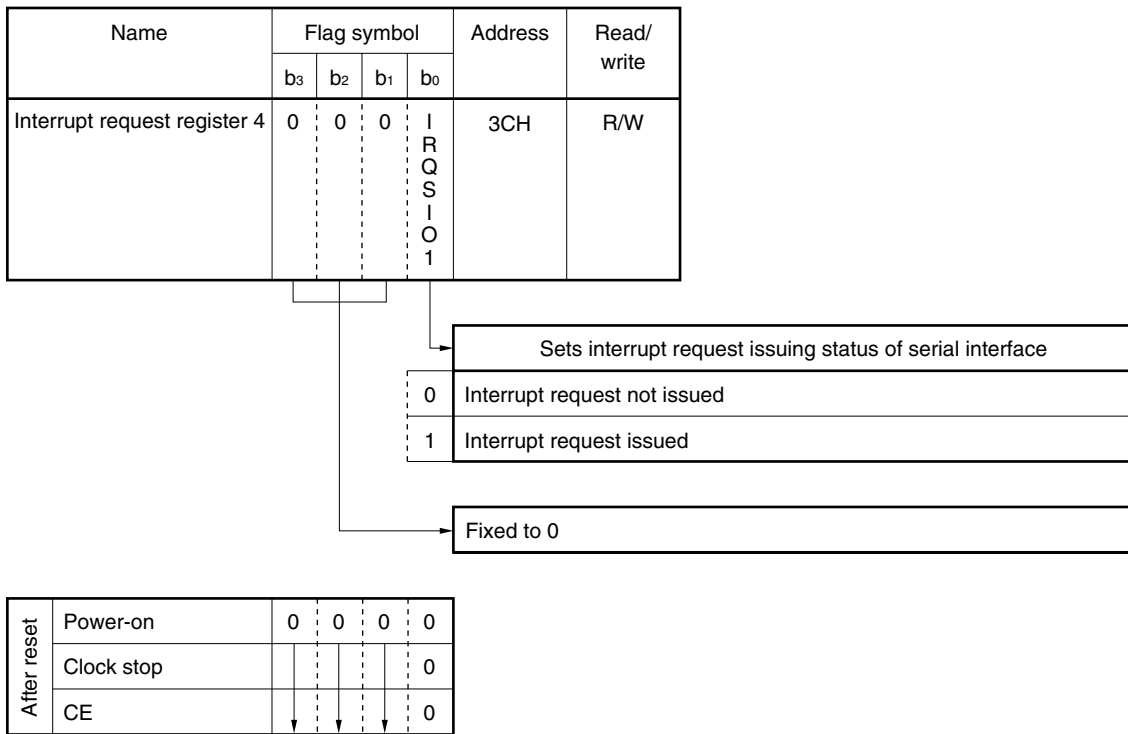 Name Flag symbol Address Read/
write
b3 b2 b1 b0
Interrupt request register 4 0 0 0 IRQSIO1 3CH R/W
Sets interrupt request issuing status of serial interface
0 Interrupt request not issued
1 Interrupt request issued
Fixed to 0
After reset
Power-on 0 0 0 0
Clock stop 0
CE 0